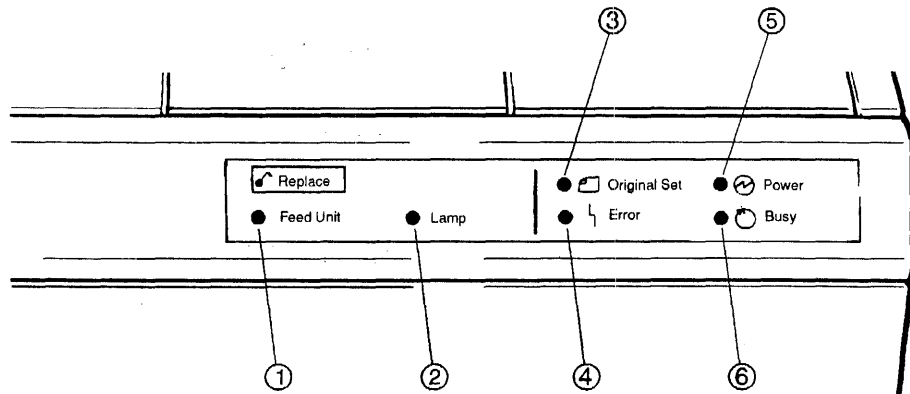 ③ ⑤
Replace
Original Set Power
Feed Unit Lamp Error Busy
① ② ④ ⑥